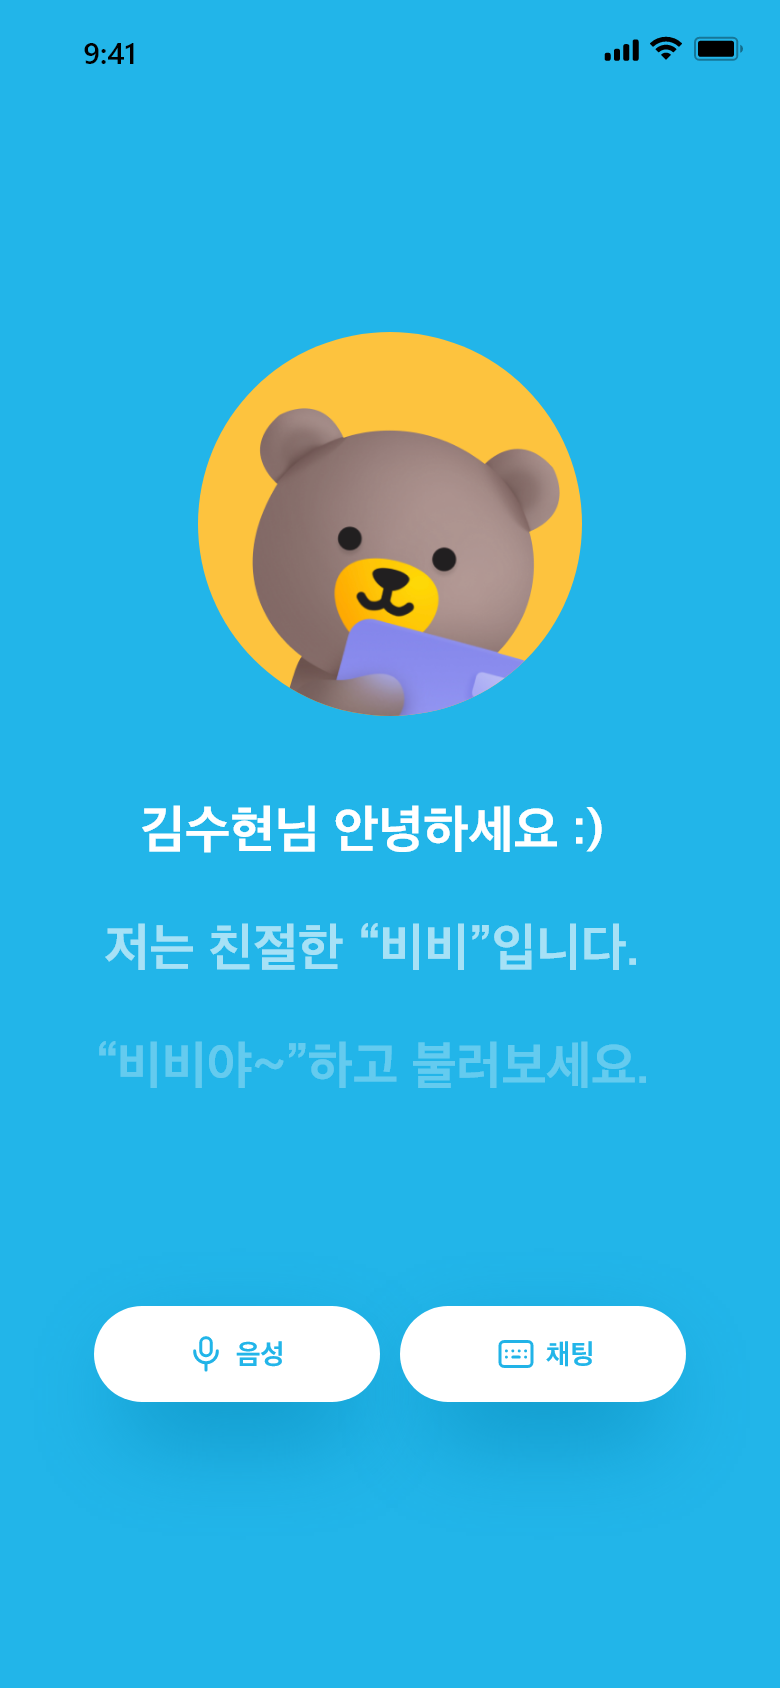 9:41
김수현님 안녕하세요 :)
저는 친절한 “비비”입니다.
“비비야~”하고 불러보세요.
음성 채팅